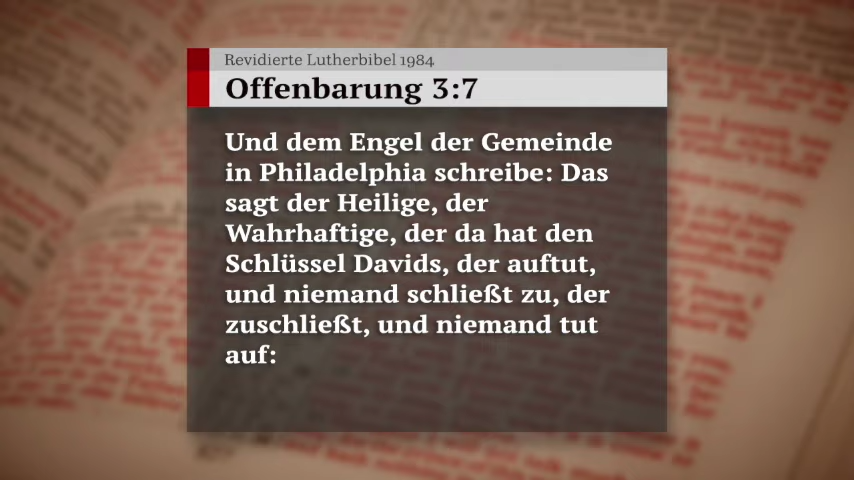 Revidierte Lutherbibel 1984
Offenbarung 3:7
Und dem Engel der Gemeinde
in Philadelphia schreibe: Das
sagt der Heilige, der
Wahrhaftige, der da hat den
Schlüssel Davids, der auftut,
und niemand schließt zu, der
zuschließt, und niemand tut
auf: